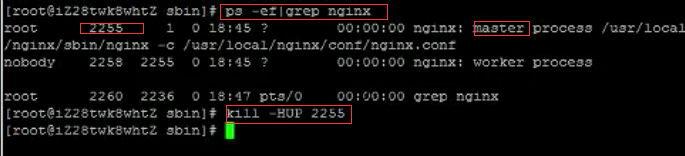 [root@iZ28twk8whtZ sbin]# ps -ef|grep nginx
root 2255 1 0 18:45 ? 00:00:00 nginx: master process /usr/local
/nginx/sbin/nginx -c /usr/local/nginx/conf/nginx.conf
nobody 2258 2255 0 18:45 ? 00:00:00 nginx: worker process
root 2260 2236 0 18:47 pts/0 00:00:00 grep nginx
[root@iZ28twk8whtZ sbin]# kill -HUP 2255
[root@iZ28twk8whtZ sbin]#